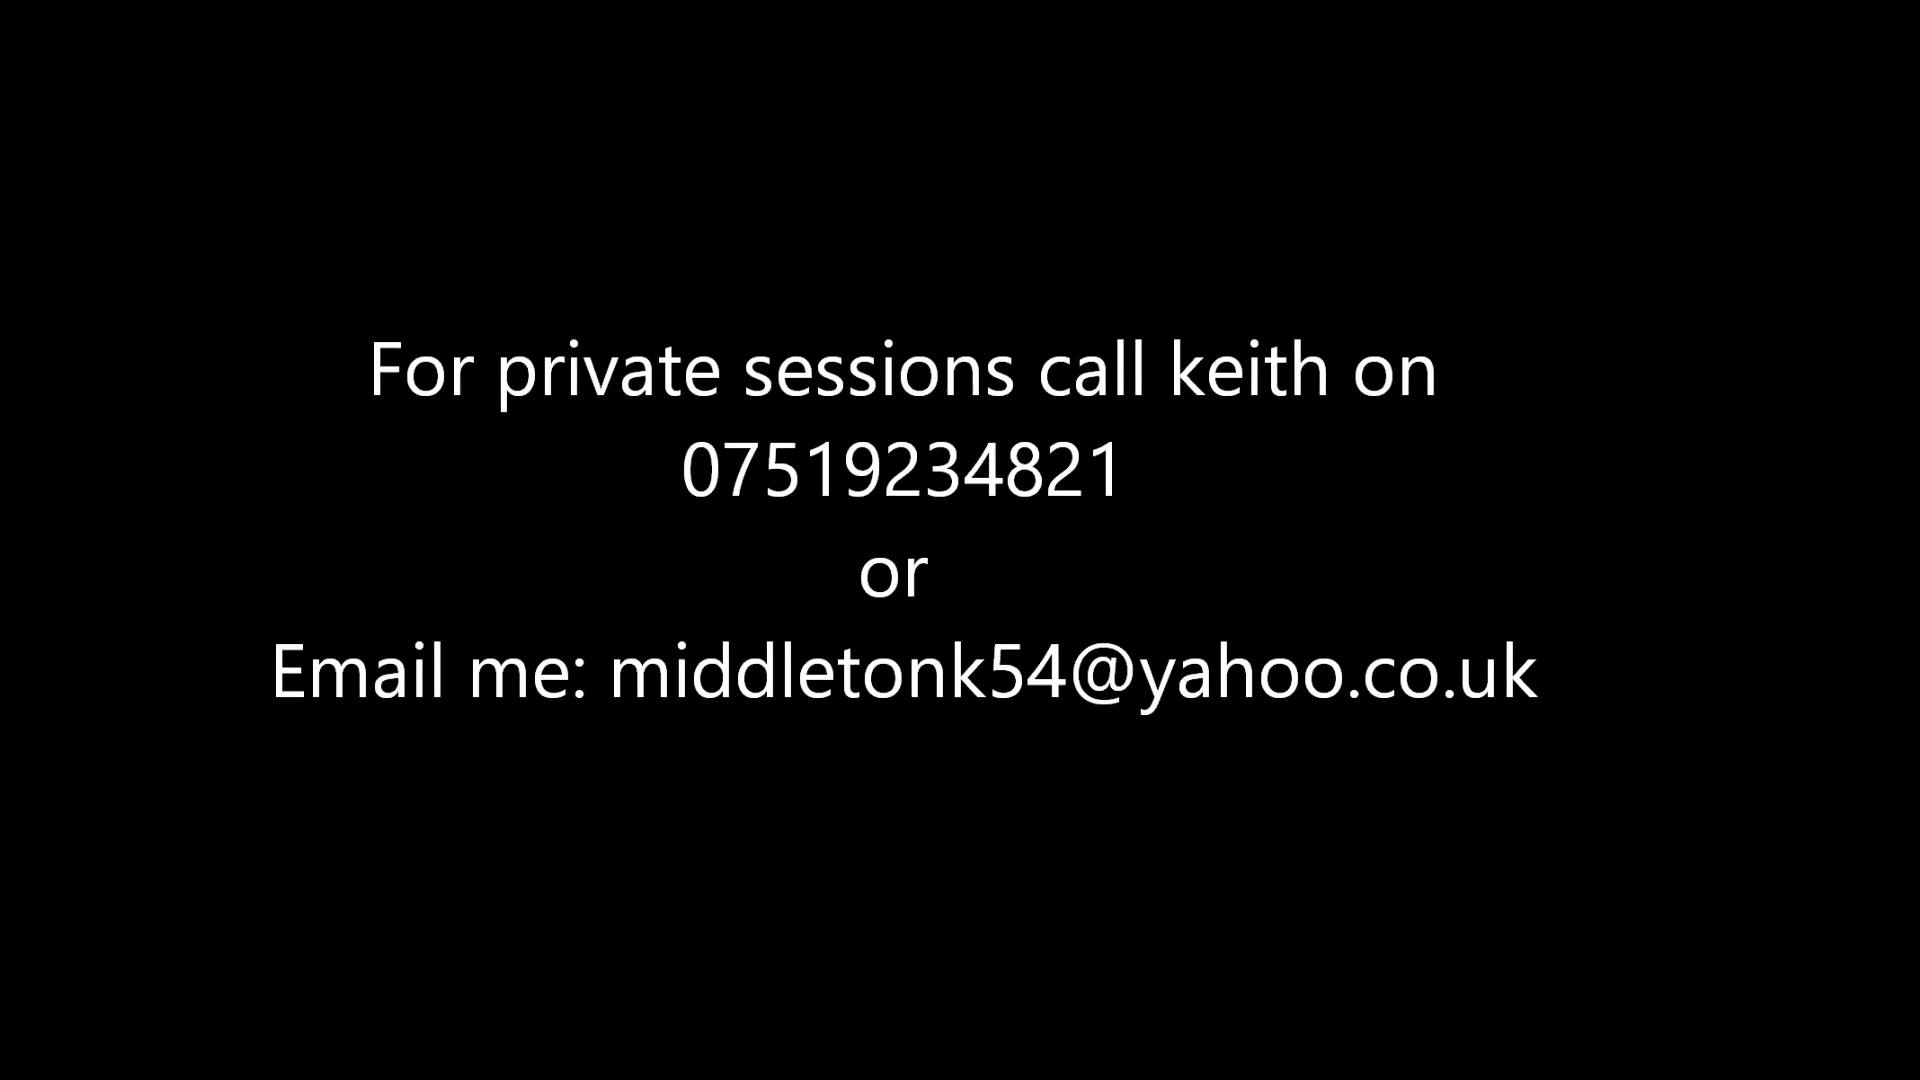 For private sessions call keith on
07519234821
or
Email me: middletonk54@yahoo.co.uk